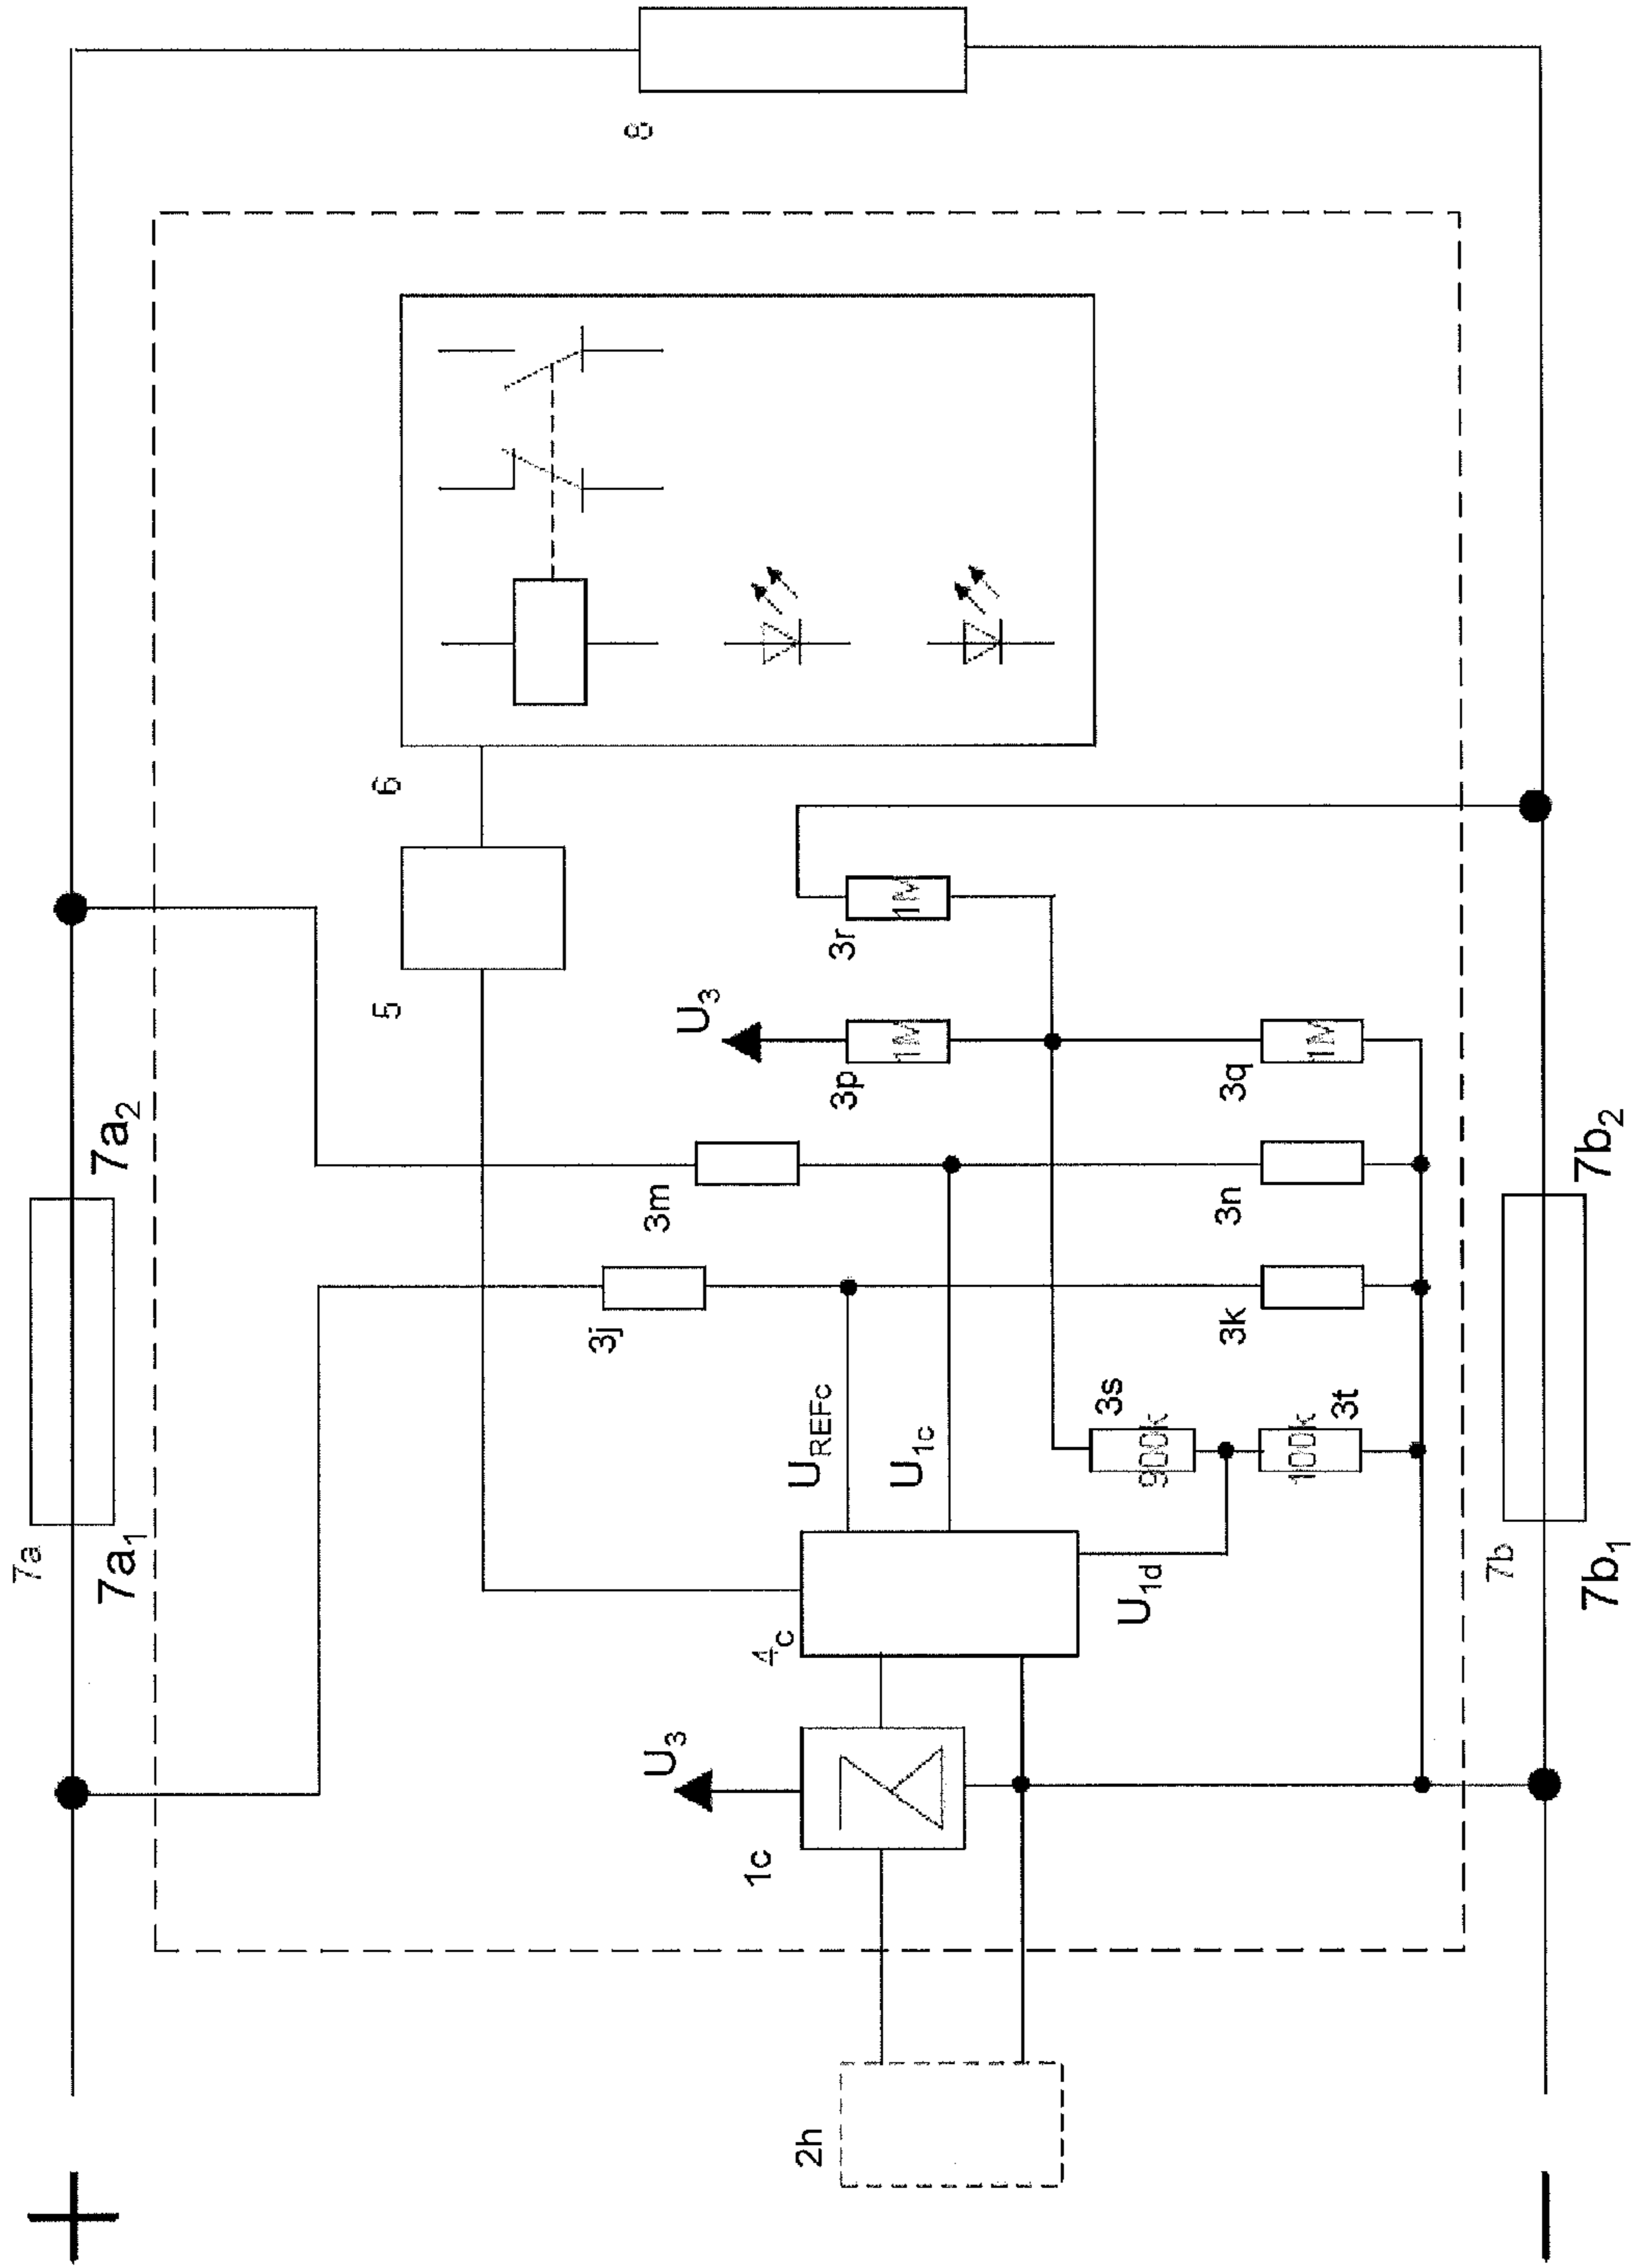 +
7a
7a₁
7a₂
8
6
5
U₃
3r
1M
3p
1M
3q
1M
3m
3n
3j
3k
U_REFc
U₁c
3s
900k
3t
100k
4c
U₁d
U₃
1c
2h
7b
7b₁
7b₂
−